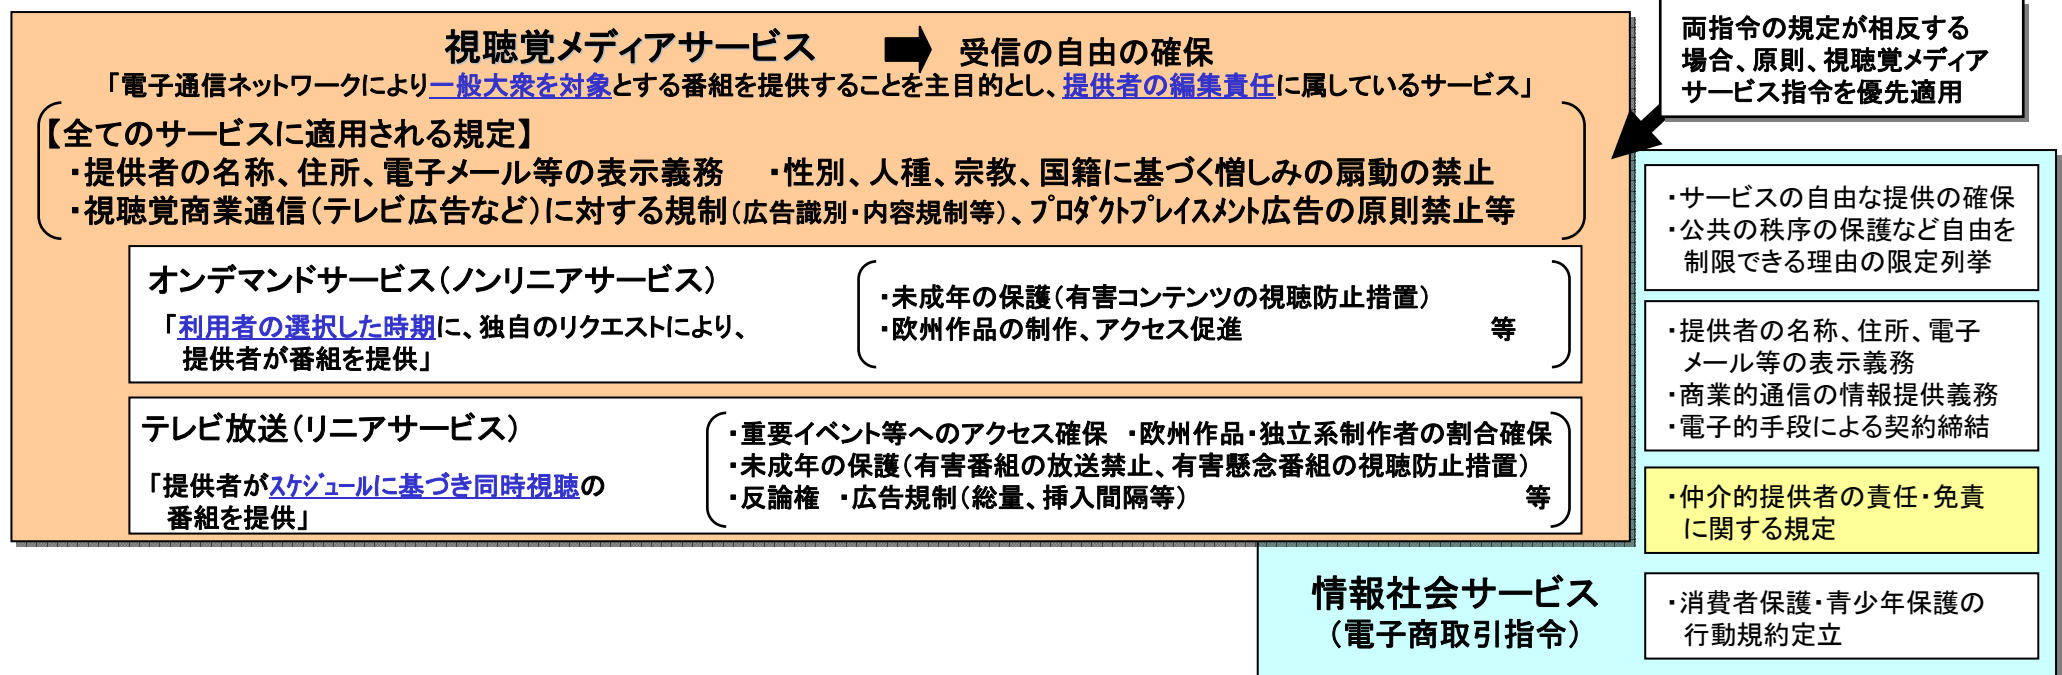 視聴覚メディアサービス
受信の自由の確保
「電子通信ネットワークにより一般大衆を対象とする番組を提供することを主目的とし、提供者の編集責任に属しているサービス」
【全てのサービスに適用される規定】
・提供者の名称、住所、電子メール等の表示義務 ・性別、人種、宗教、国籍に基づく憎しみの扇動の禁止
・視聴覚商業通信（テレビ広告など）に対する規制（広告識別・内容規制等）、ﾌﾟﾛﾀﾞｸﾄﾌﾟﾚｲｽﾒﾝﾄ広告の原則禁止等
オンデマンドサービス（ノンリニアサービス）
「利用者の選択した時期に、独自のリクエストにより、
提供者が番組を提供」
・未成年の保護（有害コンテンツの視聴防止措置）
・欧州作品の制作、アクセス促進 等
テレビ放送（リニアサービス）
「提供者がｽｹｼﾞｭｰﾙに基づき同時視聴の
番組を提供」
・重要イベント等へのアクセス確保 ・欧州作品・独立系制作者の割合確保
・未成年の保護（有害番組の放送禁止、有害懸念番組の視聴防止措置）
・反論権 ・広告規制（総量、挿入間隔等） 等
両指令の規定が相反する
場合、原則、視聴覚メディア
サービス指令を優先適用
・サービスの自由な提供の確保
・公共の秩序の保護など自由を
制限できる理由の限定列挙
・提供者の名称、住所、電子
メール等の表示義務
・商業的通信の情報提供義務
・電子的手段による契約締結
・仲介的提供者の責任・免責
に関する規定
・消費者保護・青少年保護の
行動規約定立
情報社会サービス
（電子商取引指令）